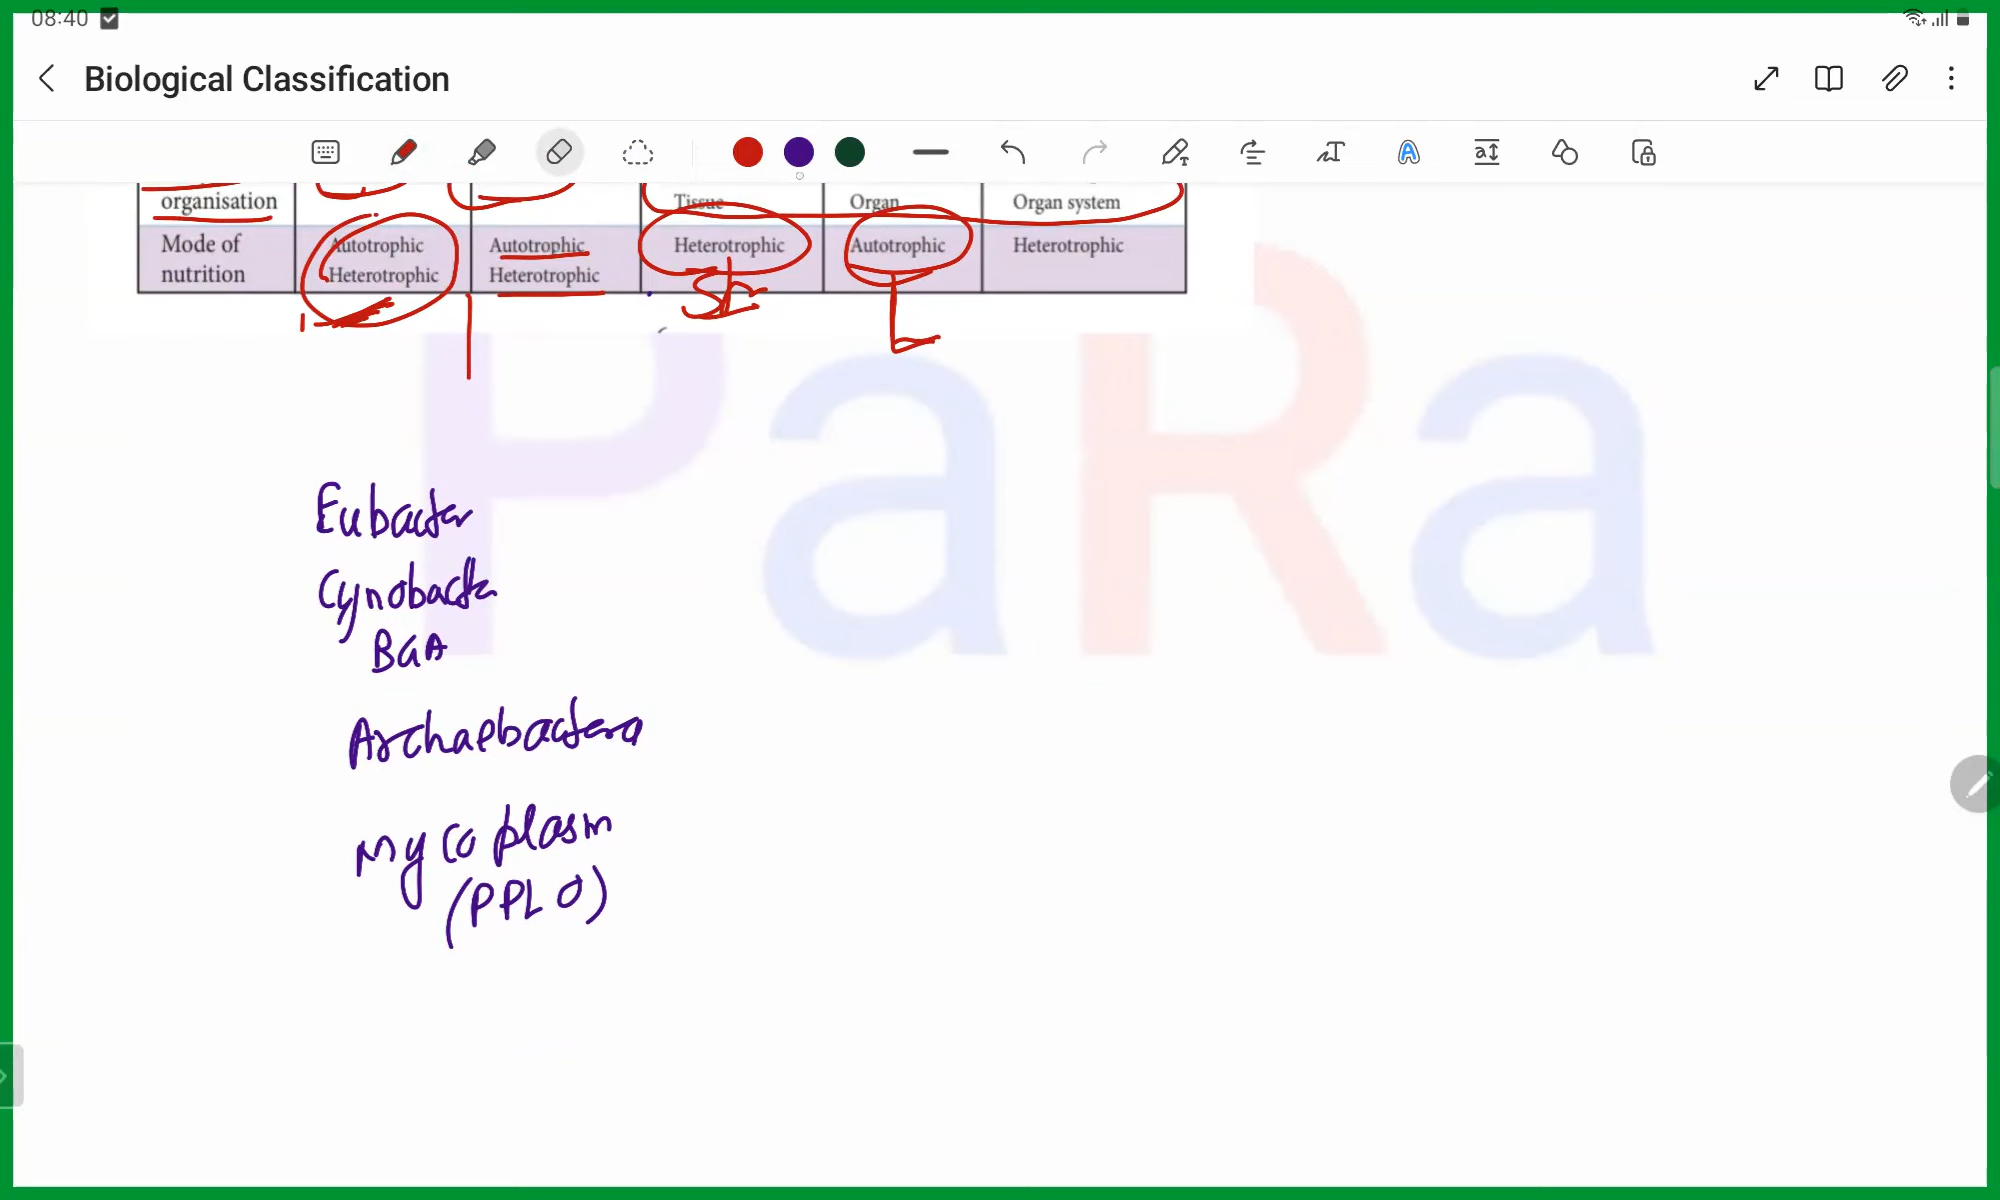 08:40
Biological Classification
organisation Tissue Organ Organ system
Mode of nutrition Autotrophic Heterotrophic Autotrophic Heterotrophic Heterotrophic Autotrophic Heterotrophic
PaRa
Eubacter
Cynobacte
BGA
Archaebacteria
Mycoplasm
(PPLO)